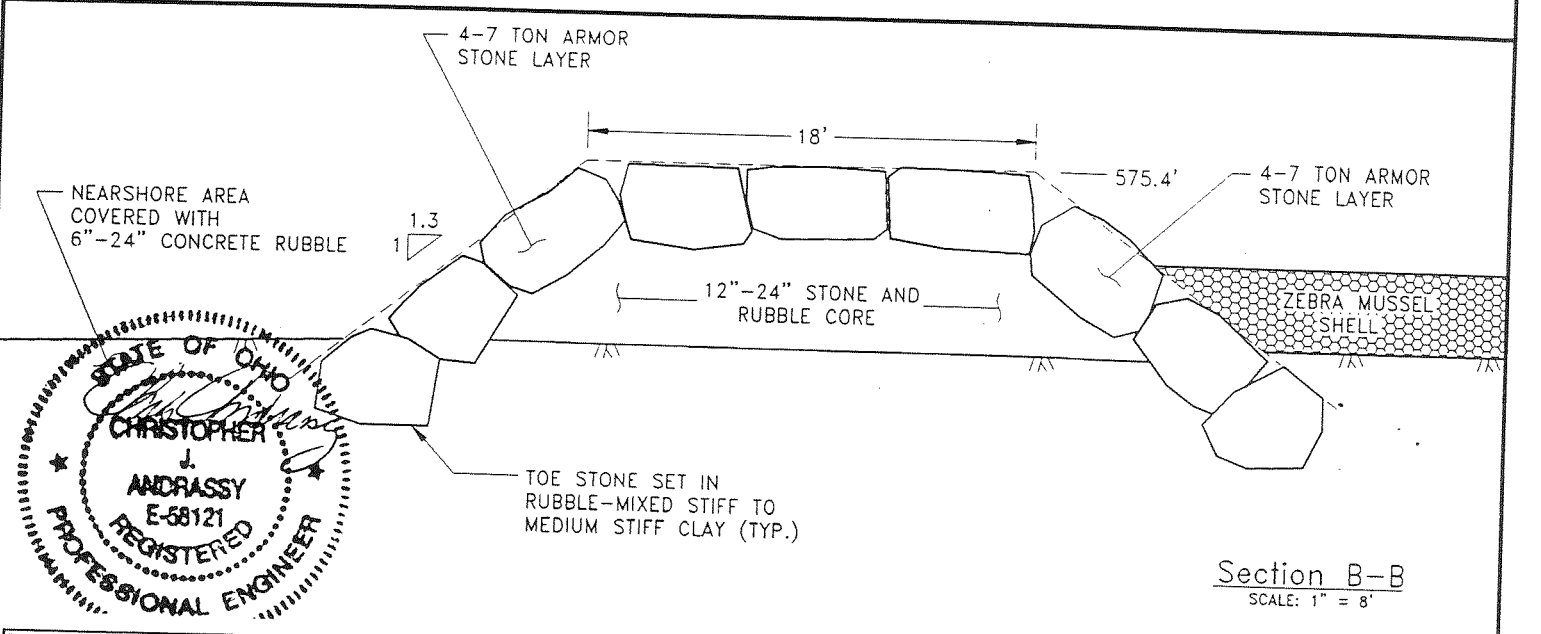 4-7 TON ARMOR
STONE LAYER
18'
575.4'
4-7 TON ARMOR
STONE LAYER
NEARSHORE AREA
COVERED WITH
6"-24" CONCRETE RUBBLE
1.3
1
12"-24" STONE AND
RUBBLE CORE
ZEBRA MUSSEL
SHELL
STATE OF OHIO
CHRISTOPHER
J.
ANDRASSY
E-58121
REGISTERED
PROFESSIONAL ENGINEER
TOE STONE SET IN
RUBBLE-MIXED STIFF TO
MEDIUM STIFF CLAY (TYP.)
Section B-B
SCALE: 1" = 8'